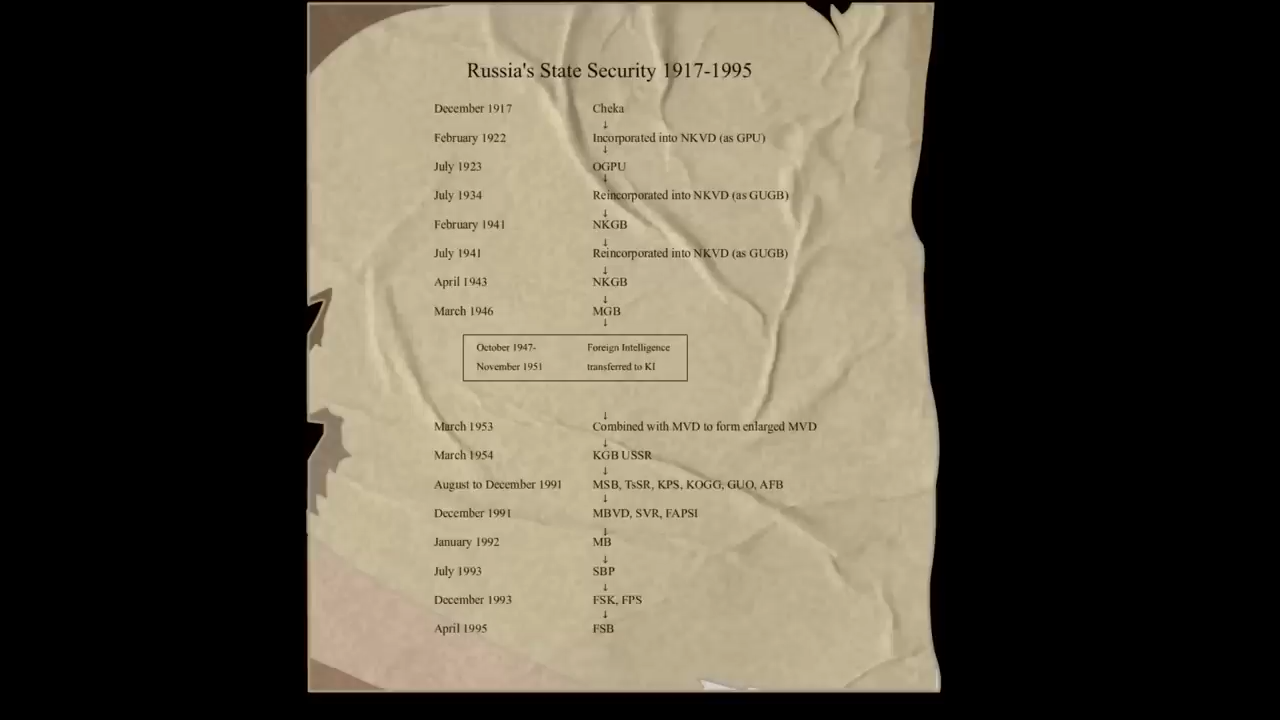 Russia's State Security 1917-1995
December 1917 Cheka
↓
February 1922 Incorporated into NKVD (as GPU)
↓
July 1923 OGPU
↓
July 1934 Reincorporated into NKVD (as GUGB)
↓
February 1941 NKGB
↓
July 1941 Reincorporated into NKVD (as GUGB)
↓
April 1943 NKGB
↓
March 1946 MGB
↓
October 1947- Foreign Intelligence
November 1951 transferred to KI
↓
March 1953 Combined with MVD to form enlarged MVD
↓
March 1954 KGB USSR
↓
August to December 1991 MSB, TsSR, KPS, KOGG, GUO, AFB
↓
December 1991 MBVD, SVR, FAPSI
↓
January 1992 MB
↓
July 1993 SBP
↓
December 1993 FSK, FPS
↓
April 1995 FSB